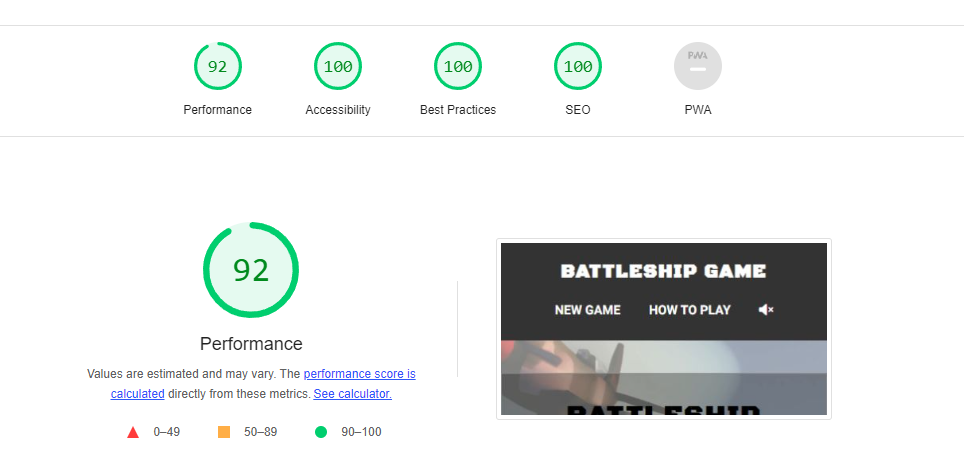 92 100 100 100 PWA
Performance Accessibility Best Practices SEO PWA
92
Performance
Values are estimated and may vary. The performance score is
calculated directly from these metrics. See calculator.
0–49 50–89 90–100
BATTLESHIP GAME
NEW GAME HOW TO PLAY
BATTLESHIP